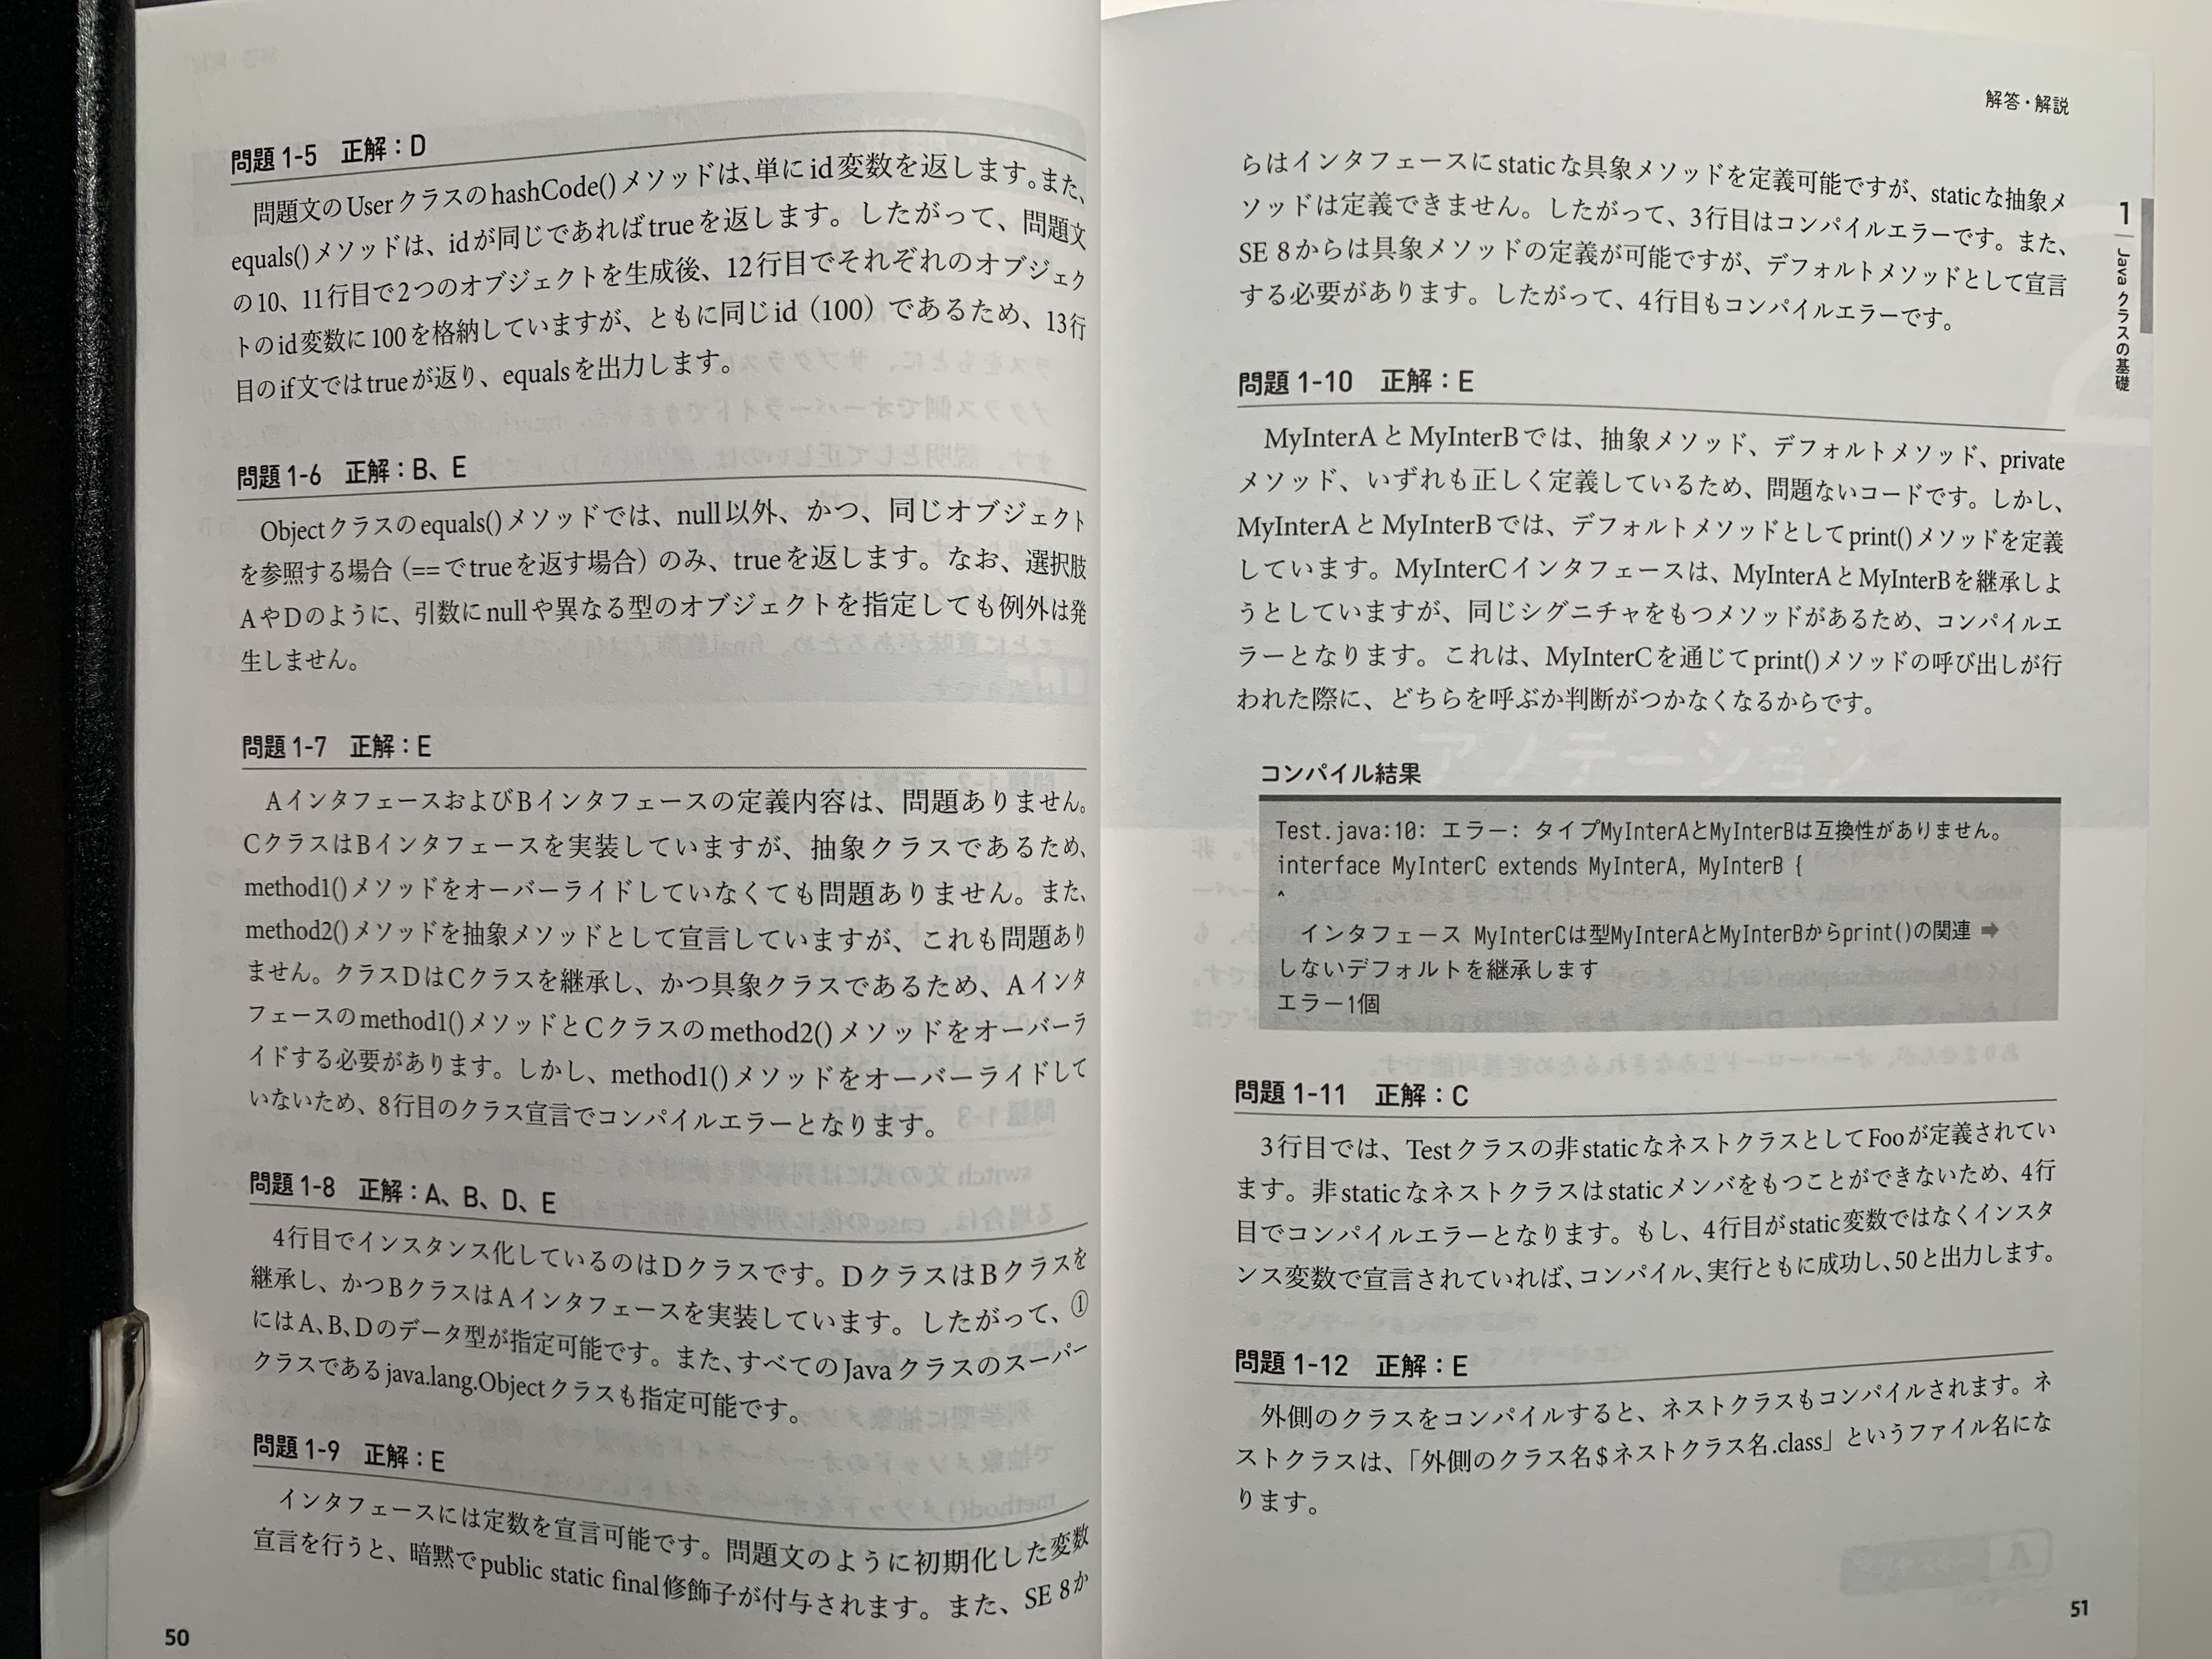 問題 1-5　正解：D
問題文のUserクラスのhashCode()メソッドは、単にid変数を返します。また、
equals()メソッドは、idが同じであればtrueを返します。したがって、問題文
の10、11行目で2つのオブジェクトを生成後、12行目でそれぞれのオブジェク
トのid変数に100を格納していますが、ともに同じid（100）であるため、13行
目のif文ではtrueが返り、equalsを出力します。
問題 1-6　正解：B、E
Objectクラスのequals()メソッドでは、null以外、かつ、同じオブジェクト
を参照する場合（==でtrueを返す場合）のみ、trueを返します。なお、選択肢
AやDのように、引数にnullや異なる型のオブジェクトを指定しても例外は発
生しません。
問題 1-7　正解：E
AインタフェースおよびBインタフェースの定義内容は、問題ありません。
CクラスはBインタフェースを実装していますが、抽象クラスであるため、
method1()メソッドをオーバーライドしていなくても問題ありません。また、
method2()メソッドを抽象メソッドとして宣言していますが、これも問題あり
ません。クラスDはCクラスを継承し、かつ具象クラスであるため、Aインタ
フェースのmethod1()メソッドとCクラスのmethod2()メソッドをオーバーラ
イドする必要があります。しかし、method1()メソッドをオーバーライドして
いないため、8行目のクラス宣言でコンパイルエラーとなります。
問題 1-8　正解：A、B、D、E
4行目でインスタンス化しているのはDクラスです。DクラスはBクラスを
継承し、かつBクラスはAインタフェースを実装しています。したがって、①
にはA、B、Dのデータ型が指定可能です。また、すべてのJavaクラスのスーパー
クラスであるjava.lang.Objectクラスも指定可能です。
問題 1-9　正解：E
インタフェースには定数を宣言可能です。問題文のように初期化した変数
宣言を行うと、暗黙でpublic static final修飾子が付与されます。また、SE 8か
50
解答・解説
らはインタフェースにstaticな具象メソッドを定義可能ですが、staticな抽象メ
ソッドは定義できません。したがって、3行目はコンパイルエラーです。また、
SE 8からは具象メソッドの定義が可能ですが、デフォルトメソッドとして宣言
する必要があります。したがって、4行目もコンパイルエラーです。
問題 1-10　正解：E
MyInterAとMyInterBでは、抽象メソッド、デフォルトメソッド、private
メソッド、いずれも正しく定義しているため、問題ないコードです。しかし、
MyInterAとMyInterBでは、デフォルトメソッドとしてprint()メソッドを定義
しています。MyInterCインタフェースは、MyInterAとMyInterBを継承しよ
うとしていますが、同じシグニチャをもつメソッドがあるため、コンパイルエ
ラーとなります。これは、MyInterCを通じてprint()メソッドの呼び出しが行
われた際に、どちらを呼ぶか判断がつかなくなるからです。
コンパイル結果
Test.java:10: エラー: タイプMyInterAとMyInterBは互換性がありません。
interface MyInterC extends MyInterA, MyInterB {
^
インタフェース MyInterCは型MyInterAとMyInterBからprint()の関連 ➡
しないデフォルトを継承します
エラー1個
問題 1-11　正解：C
3行目では、Testクラスの非staticなネストクラスとしてFooが定義されてい
ます。非staticなネストクラスはstaticメンバをもつことができないため、4行
目でコンパイルエラーとなります。もし、4行目がstatic変数ではなくインスタ
ンス変数で宣言されていれば、コンパイル、実行ともに成功し、50と出力します。
問題 1-12　正解：E
外側のクラスをコンパイルすると、ネストクラスもコンパイルされます。ネ
ストクラスは、「外側のクラス名$ネストクラス名.class」というファイル名にな
ります。
1
Java クラスの基礎
51